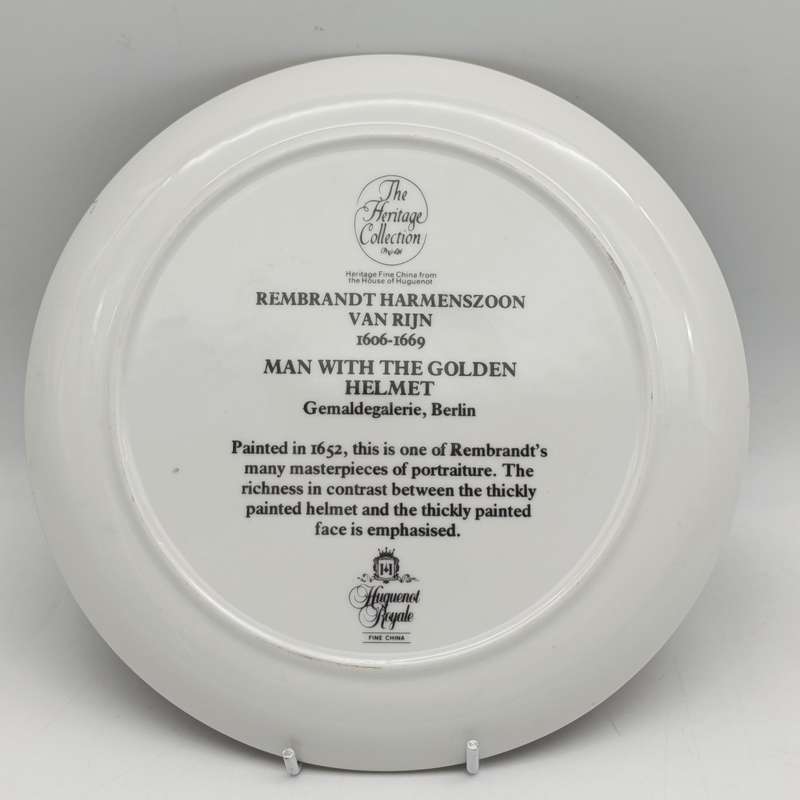 The
Heritage
Collection
(Pty) Ltd
Heritage Fine China from
the House of Huguenot
REMBRANDT HARMENSZOON
VAN RIJN
1606-1669
MAN WITH THE GOLDEN
HELMET
Gemaldegalerie, Berlin
Painted in 1652, this is one of Rembrandt's
many masterpieces of portraiture. The
richness in contrast between the thickly
painted helmet and the thickly painted
face is emphasised.
H
Huguenot
Royale
FINE CHINA